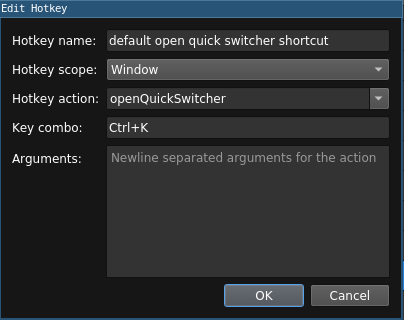 Edit Hotkey
Hotkey name: default open quick switcher shortcut
Hotkey scope: Window
Hotkey action: openQuickSwitcher
Key combo: Ctrl+K
Arguments: Newline separated arguments for the action
OK Cancel